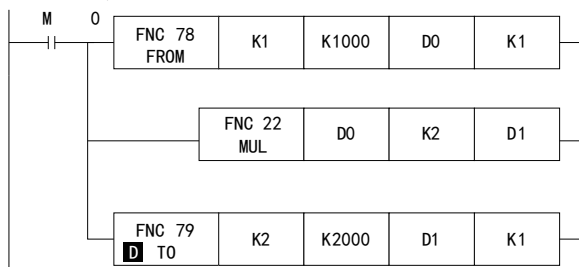 M 0
FNC 78
FROM K1 K1000 D0 K1
FNC 22
MUL D0 K2 D1
FNC 79
D TO K2 K2000 D1 K1